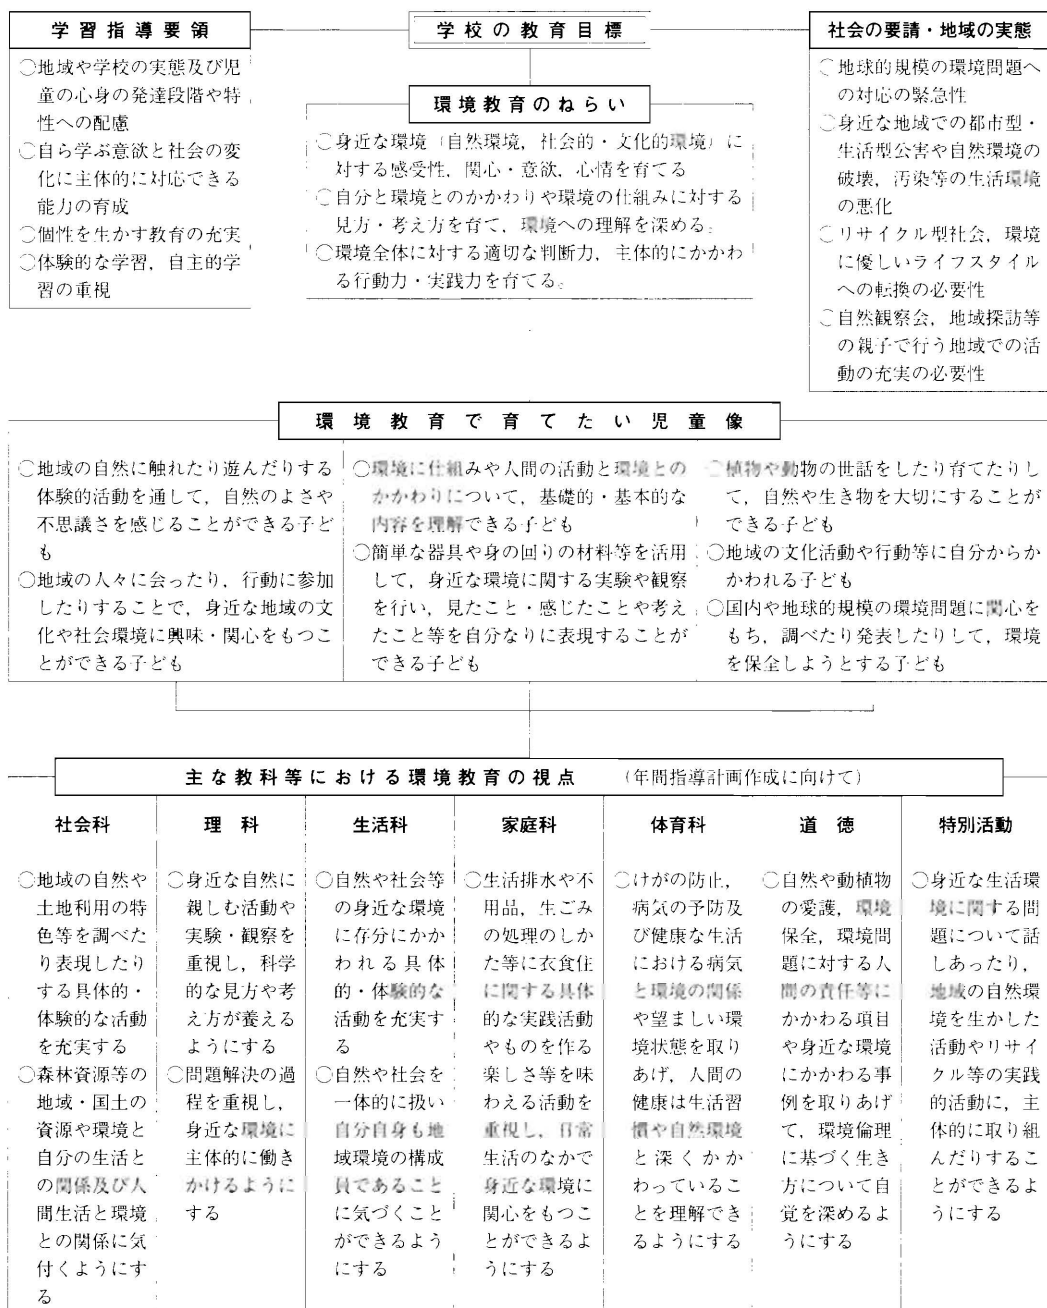 学習指導要領
○地域や学校の実態及び児
童の心身の発達段階や特
性への配慮
○自ら学ぶ意欲と社会の変
化に主体的に対応できる
能力の育成
○個性を生かす教育の充実
○体験的な学習,自主的学
習の重視
学校の教育目標
環境教育のねらい
○身近な環境(自然環境,社会的・文化的環境)に
対する感受性,関心・意欲,心情を育てる
○自分と環境とのかかわりや環境の仕組みに対する
見方・考え方を育て,環境への理解を深める。
○環境全体に対する適切な判断力,主体的にかかわ
る行動力・実践力を育てる。
社会の要請・地域の実態
○地球的規模の環境問題へ
の対応の緊急性
○身近な地域での都市型・
生活型公害や自然環境の
破壊,汚染等の生活環境
の悪化
○リサイクル型社会,環境
に優しいライフスタイル
への転換の必要性
○自然観察会,地域探訪等
の親子で行う地域での活
動の充実の必要性
環境教育で育てたい児童像
○地域の自然に触れたり遊んだりする
体験的活動を通して,自然のよさや
不思議さを感じることができる子ど
も
○地域の人々に会ったり,行動に参加
したりすることで,身近な地域の文
化や社会環境に興味・関心をもつこ
とができる子ども
○環境に仕組みや人間の活動と環境との
かかわりについて,基礎的・基本的な
内容を理解できる子ども
○簡単な器具や身の回りの材料等を活用
して,身近な環境に関する実験や観察
を行い,見たこと・感じたことや考え
たこと等を自分なりに表現することが
できる子ども
○植物や動物の世話をしたり育てたりし
て,自然や生き物を大切にすることが
できる子ども
○地域の文化活動や行動等に自分からか
かわれる子ども
○国内や地球的規模の環境問題に関心を
もち,調べたり発表したりして,環境
を保全しようとする子ども
主な教科等における環境教育の視点 (年間指導計画作成に向けて)
社会科
○地域の自然や
土地利用の特
色等を調べた
り表現したり
する具体的・
体験的な活動
を充実する
○森林資源等の
地域・国土の
資源や環境と
自分の生活と
の関係及び人
間生活と環境
との関係に気
付くようにす
る
理科
○身近な自然に
親しむ活動や
実験・観察を
重視し,科学
的な見方や考
え方が養える
ようにする
○問題解決の過
程を重視し,
身近な環境に
主体的に働き
かけるように
する
生活科
○自然や社会等
の身近な環境
に存分にかか
われる具体
的・体験的な
活動を充実す
る
○自然や社会を
一体的に扱い
自分自身も地
域環境の構成
員であること
に気づくこと
ができるよう
にする
家庭科
○生活排水や不
用品,生ごみ
の処理のしか
た等に衣食住
に関する具体
的な実践活動
やものを作る
楽しさ等を味
わえる活動を
重視し,日常
生活のなかで
身近な環境に
関心をもつこ
とができるよ
うにする
体育科
○けがの防止,
病気の予防及
び健康な生活
における病気
と環境の関係
や望ましい環
境状態を取り
あげ,人間の
健康は生活習
慣や自然環境
と深くかか
わっているこ
とを理解でき
るようにする
道徳
○自然や動植物
の愛護,環境
保全,環境問
題に対する人
間の責任等に
かかわる項目
や身近な環境
にかかわる事
例を取りあげ
て,環境倫理
に基づく生き
方について自
覚を深めるよ
うにする
特別活動
○身近な生活環
境に関する問
題について話
しあったり,
地域の自然環
境を生かした
活動やリサイ
クル等の実践
的活動に,主
体的に取り組
んだりするこ
とができるよ
うにする